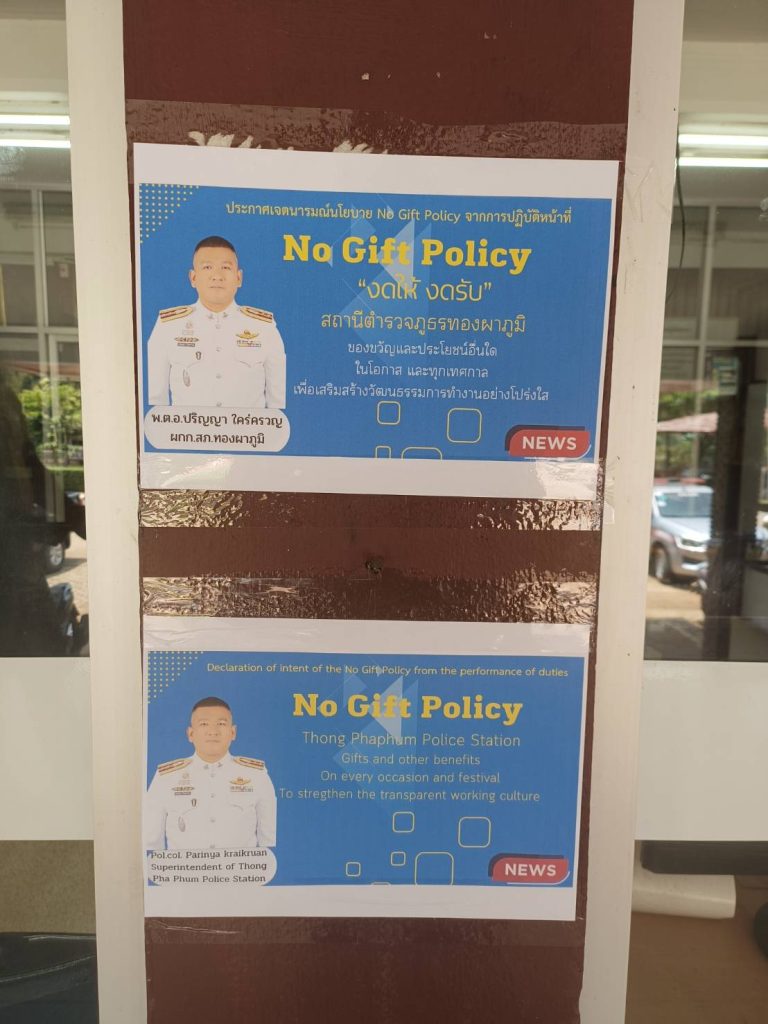 ประกาศเจตนารมณ์นโยบาย No Gift Policy จากการปฏิบัติหน้าที่
No Gift Policy
“งดให้ งดรับ”
สถานีตำรวจภูธรทองผาภูมิ
ของขวัญและประโยชน์อื่นใด
ในโอกาส และทุกเทศกาล
เพื่อเสริมสร้างวัฒนธรรมการทำงานอย่างโปร่งใส
พ.ต.อ.ปริญญา ใคร่ครวญ
ผกก.สภ.ทองผาภูมิ
NEWS
Declaration of intent of the No Gift Policy from the performance of duties
No Gift Policy
Thong Phaphum Police Station
Gifts and other benefits
On every occasion and festival
To stregthen the transparent working culture
Pol.col. Parinya kraikruan
Superintendent of Thong
Pha Phum Police Station
NEWS